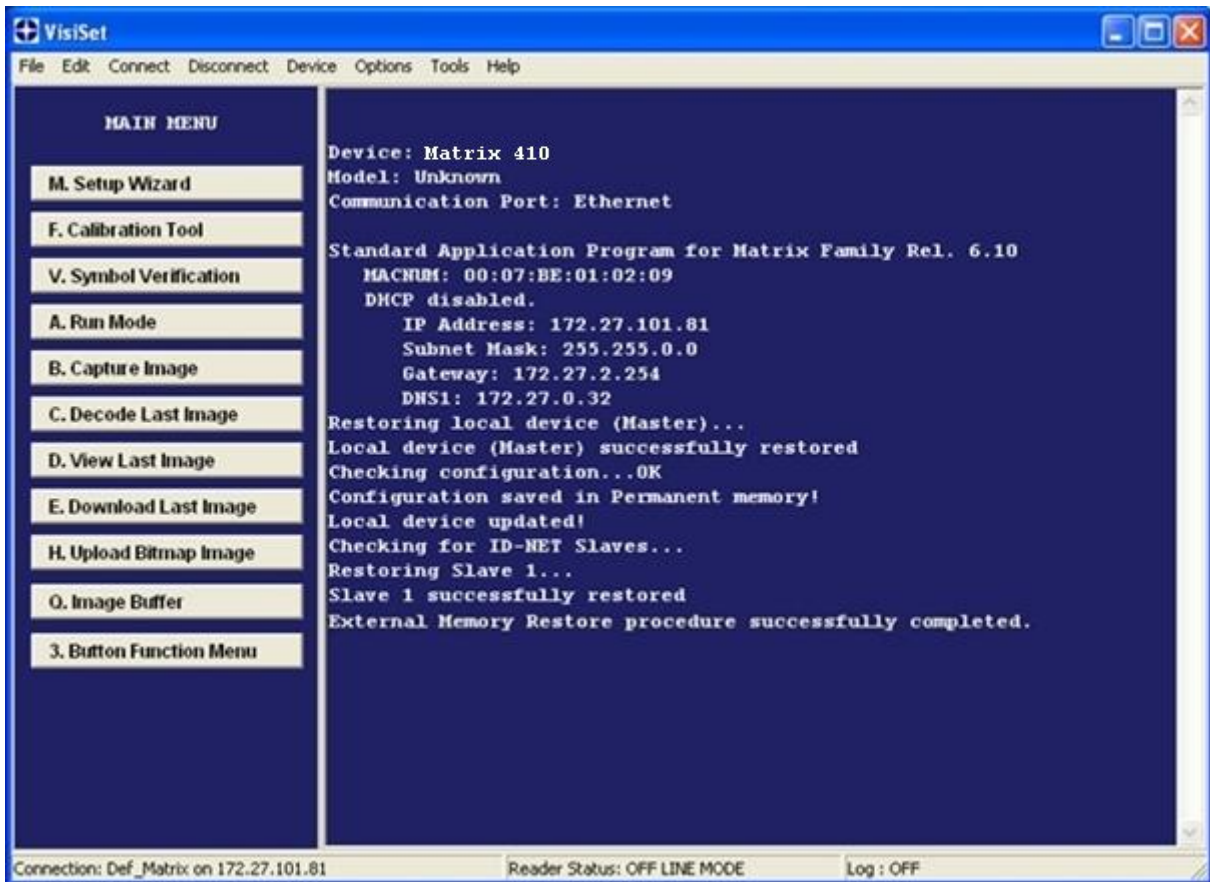 VisiSet
File Edit Connect Disconnect Device Options Tools Help
MAIN MENU
M. Setup Wizard
F. Calibration Tool
V. Symbol Verification
A. Run Mode
B. Capture Image
C. Decode Last Image
D. View Last Image
E. Download Last Image
H. Upload Bitmap Image
Q. Image Buffer
3. Button Function Menu
Device: Matrix 410
Model: Unknown
Communication Port: Ethernet
Standard Application Program for Matrix Family Rel. 6.10
MACNUM: 00:07:BE:01:02:09
DHCP disabled.
IP Address: 172.27.101.81
Subnet Mask: 255.255.0.0
Gateway: 172.27.2.254
DNS1: 172.27.0.32
Restoring local device (Master)...
Local device (Master) successfully restored
Checking configuration...OK
Configuration saved in Permanent memory!
Local device updated!
Checking for ID-NET Slaves...
Restoring Slave 1...
Slave 1 successfully restored
External Memory Restore procedure successfully completed.
Connection: Def_Matrix on 172.27.101.81
Reader Status: OFF LINE MODE
Log : OFF